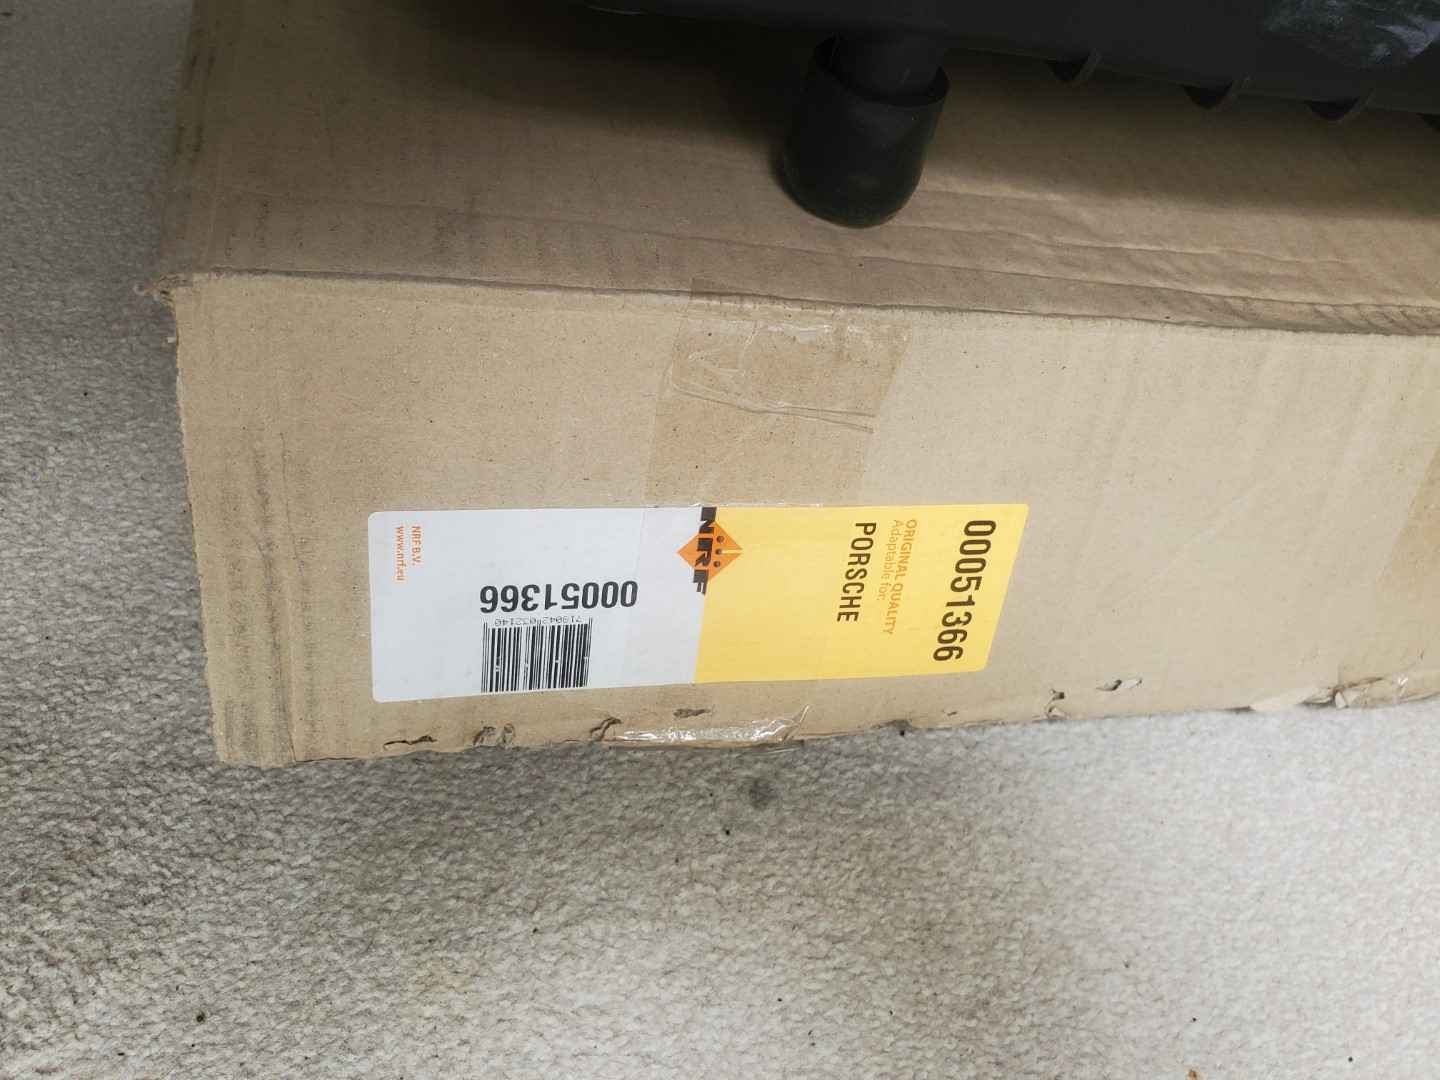 00051366
ORIGINAL QUALITY
Adaptable for:
PORSCHE
NRF
00051366
NRF B.V.
www.nrf.eu